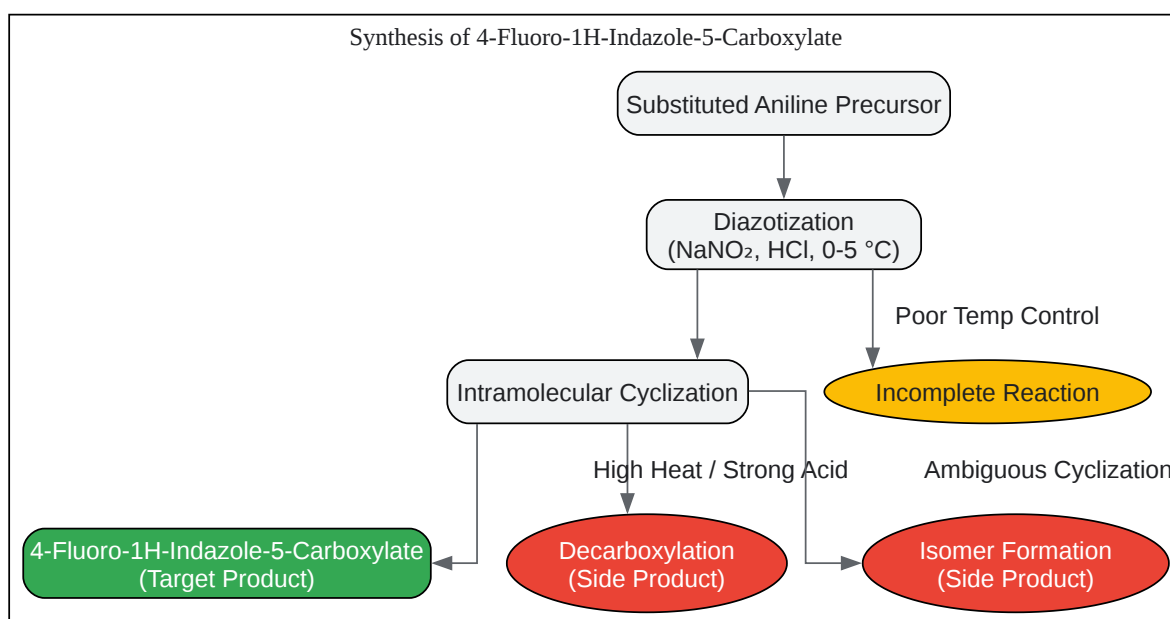 Synthesis of 4-Fluoro-1H-Indazole-5-Carboxylate
Substituted Aniline Precursor
Diazotization
(NaNO₂, HCl, 0-5 °C)
Poor Temp Control
Intramolecular Cyclization
Incomplete Reaction
High Heat / Strong Acid
Ambiguous Cyclization
4-Fluoro-1H-Indazole-5-Carboxylate
(Target Product)
Decarboxylation
(Side Product)
Isomer Formation
(Side Product)